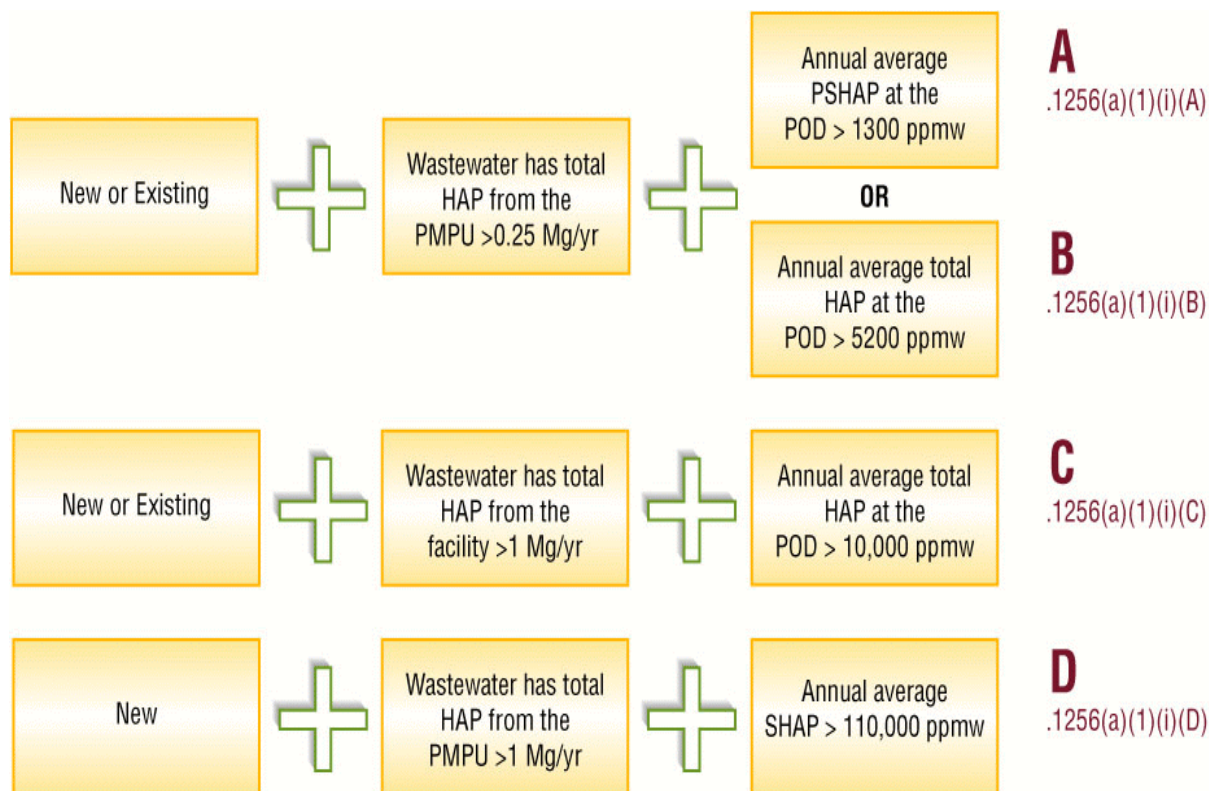 New or Existing
Wastewater has total
HAP from the
PMPU >0.25 Mg/yr
Annual average
PSHAP at the
POD > 1300 ppmw
A
.1256(a)(1)(i)(A)
OR
Annual average total
HAP at the
POD > 5200 ppmw
B
.1256(a)(1)(i)(B)
New or Existing
Wastewater has total
HAP from the
facility >1 Mg/yr
Annual average total
HAP at the
POD > 10,000 ppmw
C
.1256(a)(1)(i)(C)
New
Wastewater has total
HAP from the
PMPU >1 Mg/yr
Annual average
SHAP > 110,000 ppmw
D
.1256(a)(1)(i)(D)